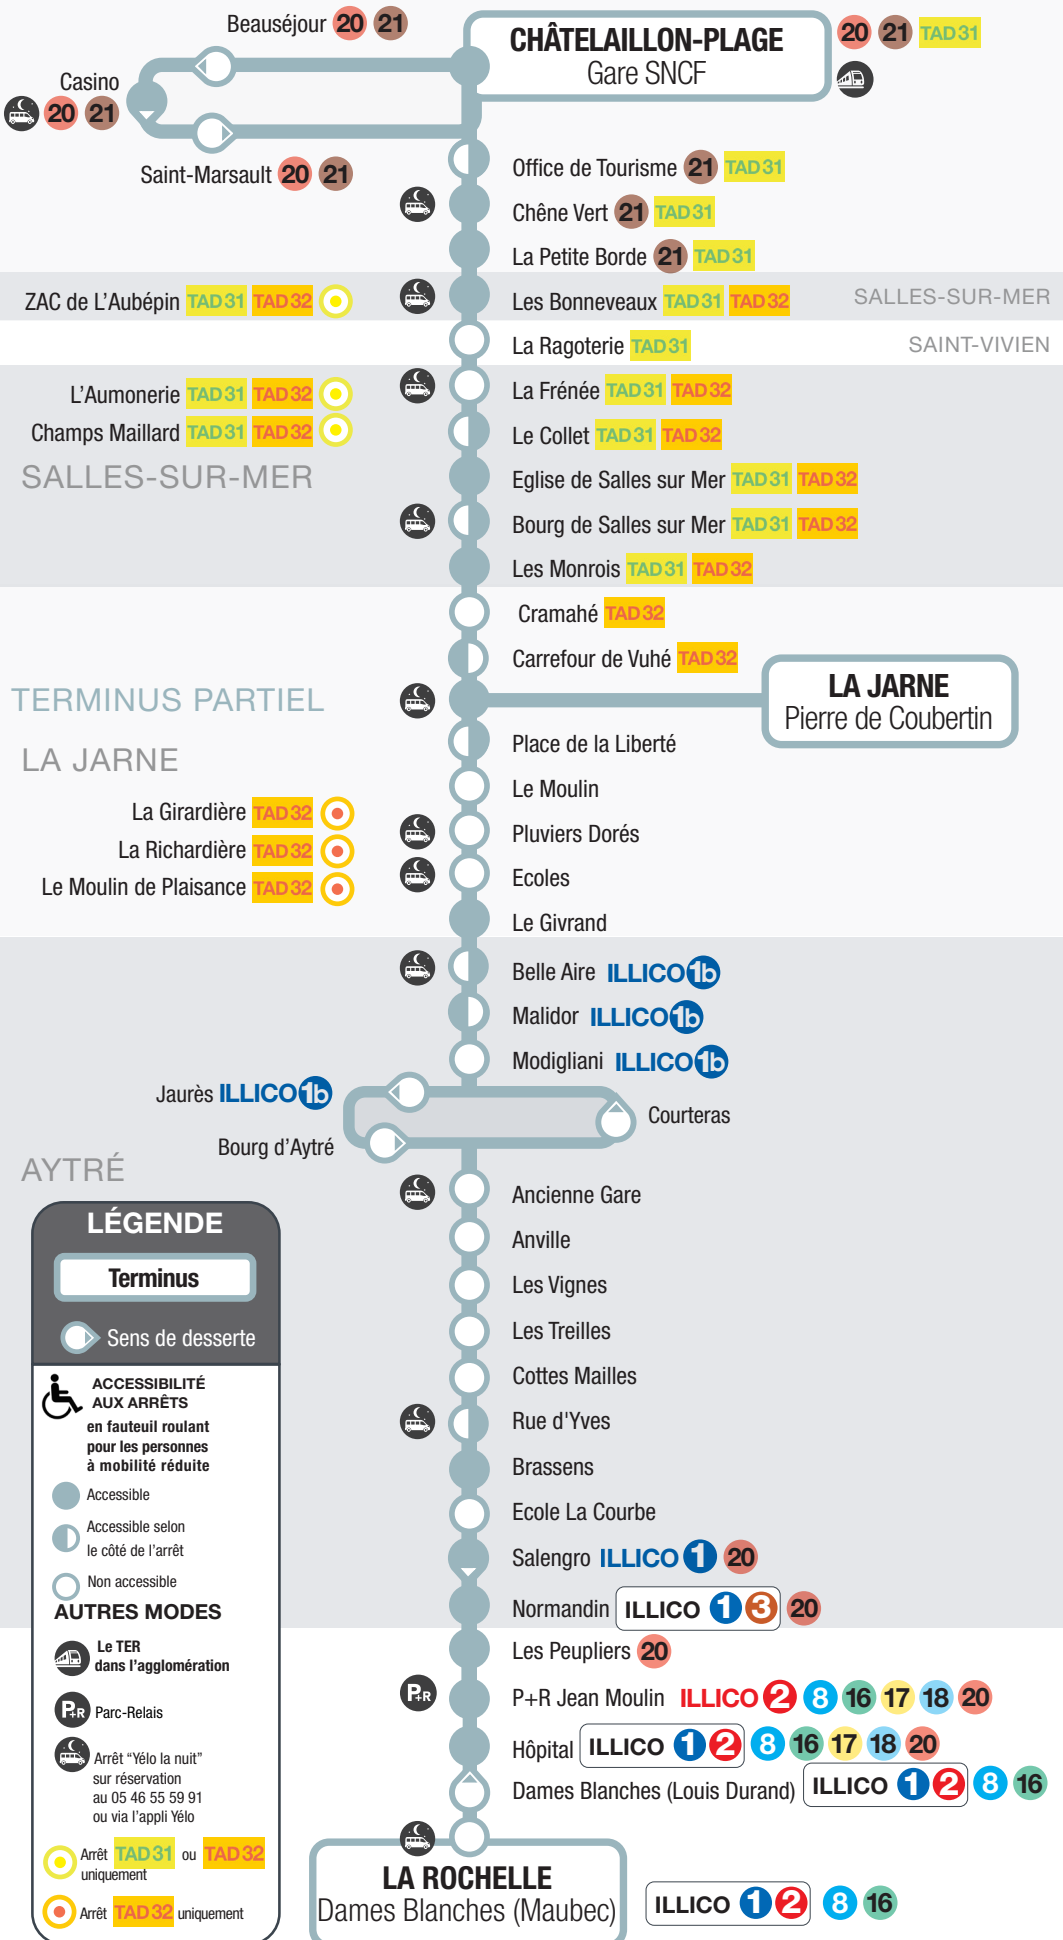 Beauséjour 20 21
CHÂTELAILLON-PLAGE
Gare SNCF
20 21 TAD31
Casino
20 21
Saint-Marsault 20 21
Office de Tourisme 21 TAD31
Chêne Vert 21 TAD31
La Petite Borde 21 TAD31
ZAC de L'Aubépin TAD31 TAD32
Les Bonneveaux TAD31 TAD32
SALLES-SUR-MER
La Ragoterie TAD31
SAINT-VIVIEN
L'Aumonerie TAD31 TAD32
La Frénée TAD31 TAD32
Champs Maillard TAD31 TAD32
Le Collet TAD31 TAD32
SALLES-SUR-MER
Eglise de Salles sur Mer TAD31 TAD32
Bourg de Salles sur Mer TAD31 TAD32
Les Monrois TAD31 TAD32
Cramahé TAD32
Carrefour de Vuhé TAD32
TERMINUS PARTIEL
LA JARNE
Pierre de Coubertin
Place de la Liberté
LA JARNE
Le Moulin
La Girardière TAD32
Pluviers Dorés
La Richardière TAD32
Ecoles
Le Moulin de Plaisance TAD32
Le Givrand
Belle Aire ILLICO 1b
Malidor ILLICO 1b
Modigliani ILLICO 1b
Jaurès ILLICO 1b
Courteras
Bourg d'Aytré
AYTRÉ
Ancienne Gare
Anville
Les Vignes
Les Treilles
Cottes Mailles
Rue d'Yves
Brassens
Ecole La Courbe
Salengro ILLICO 1 20
Normandin ILLICO 1 3 20
Les Peupliers 20
P+R
P+R Jean Moulin ILLICO 2 8 16 17 18 20
Hôpital ILLICO 1 2 8 16 17 18 20
Dames Blanches (Louis Durand) ILLICO 1 2 8 16
LA ROCHELLE
Dames Blanches (Maubec)
ILLICO 1 2 8 16
LÉGENDE
Terminus
Sens de desserte
ACCESSIBILITÉ
AUX ARRÊTS
en fauteuil roulant
pour les personnes
à mobilité réduite
Accessible
Accessible selon
le côté de l'arrêt
Non accessible
AUTRES MODES
Le TER
dans l'agglomération
P+R Parc-Relais
Arrêt “Yélo la nuit”
sur réservation
au 05 46 55 59 91
ou via l'appli Yélo
Arrêt TAD31 ou TAD32
uniquement
Arrêt TAD32 uniquement